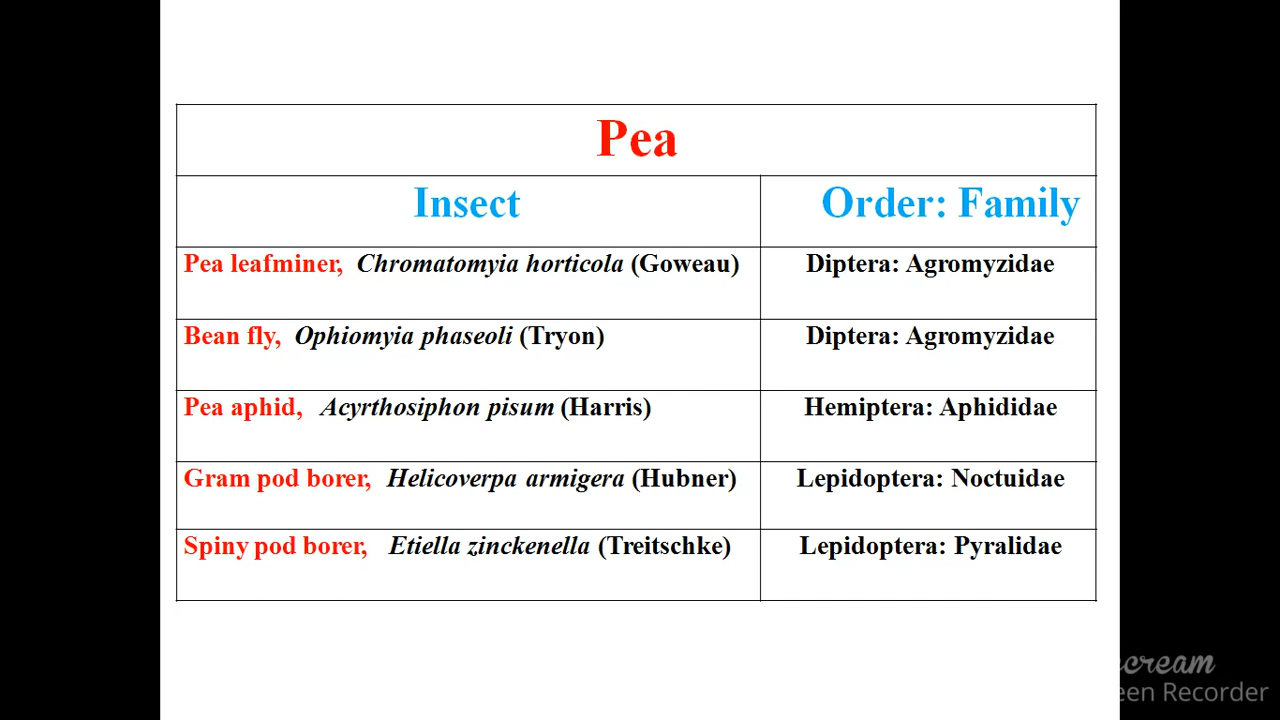 Pea
Insect Order: Family
Pea leafminer, Chromatomyia horticola (Goweau) Diptera: Agromyzidae
Bean fly, Ophiomyia phaseoli (Tryon) Diptera: Agromyzidae
Pea aphid, Acyrthosiphon pisum (Harris) Hemiptera: Aphididae
Gram pod borer, Helicoverpa armigera (Hubner) Lepidoptera: Noctuidae
Spiny pod borer, Etiella zinckenella (Treitschke) Lepidoptera: Pyralidae
cream
een Recorder